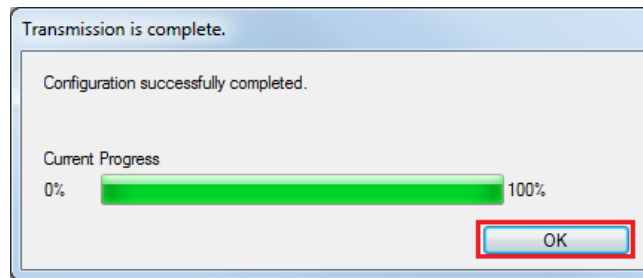 Transmission is complete.
Configuration successfully completed.
Current Progress
0% 100%
OK